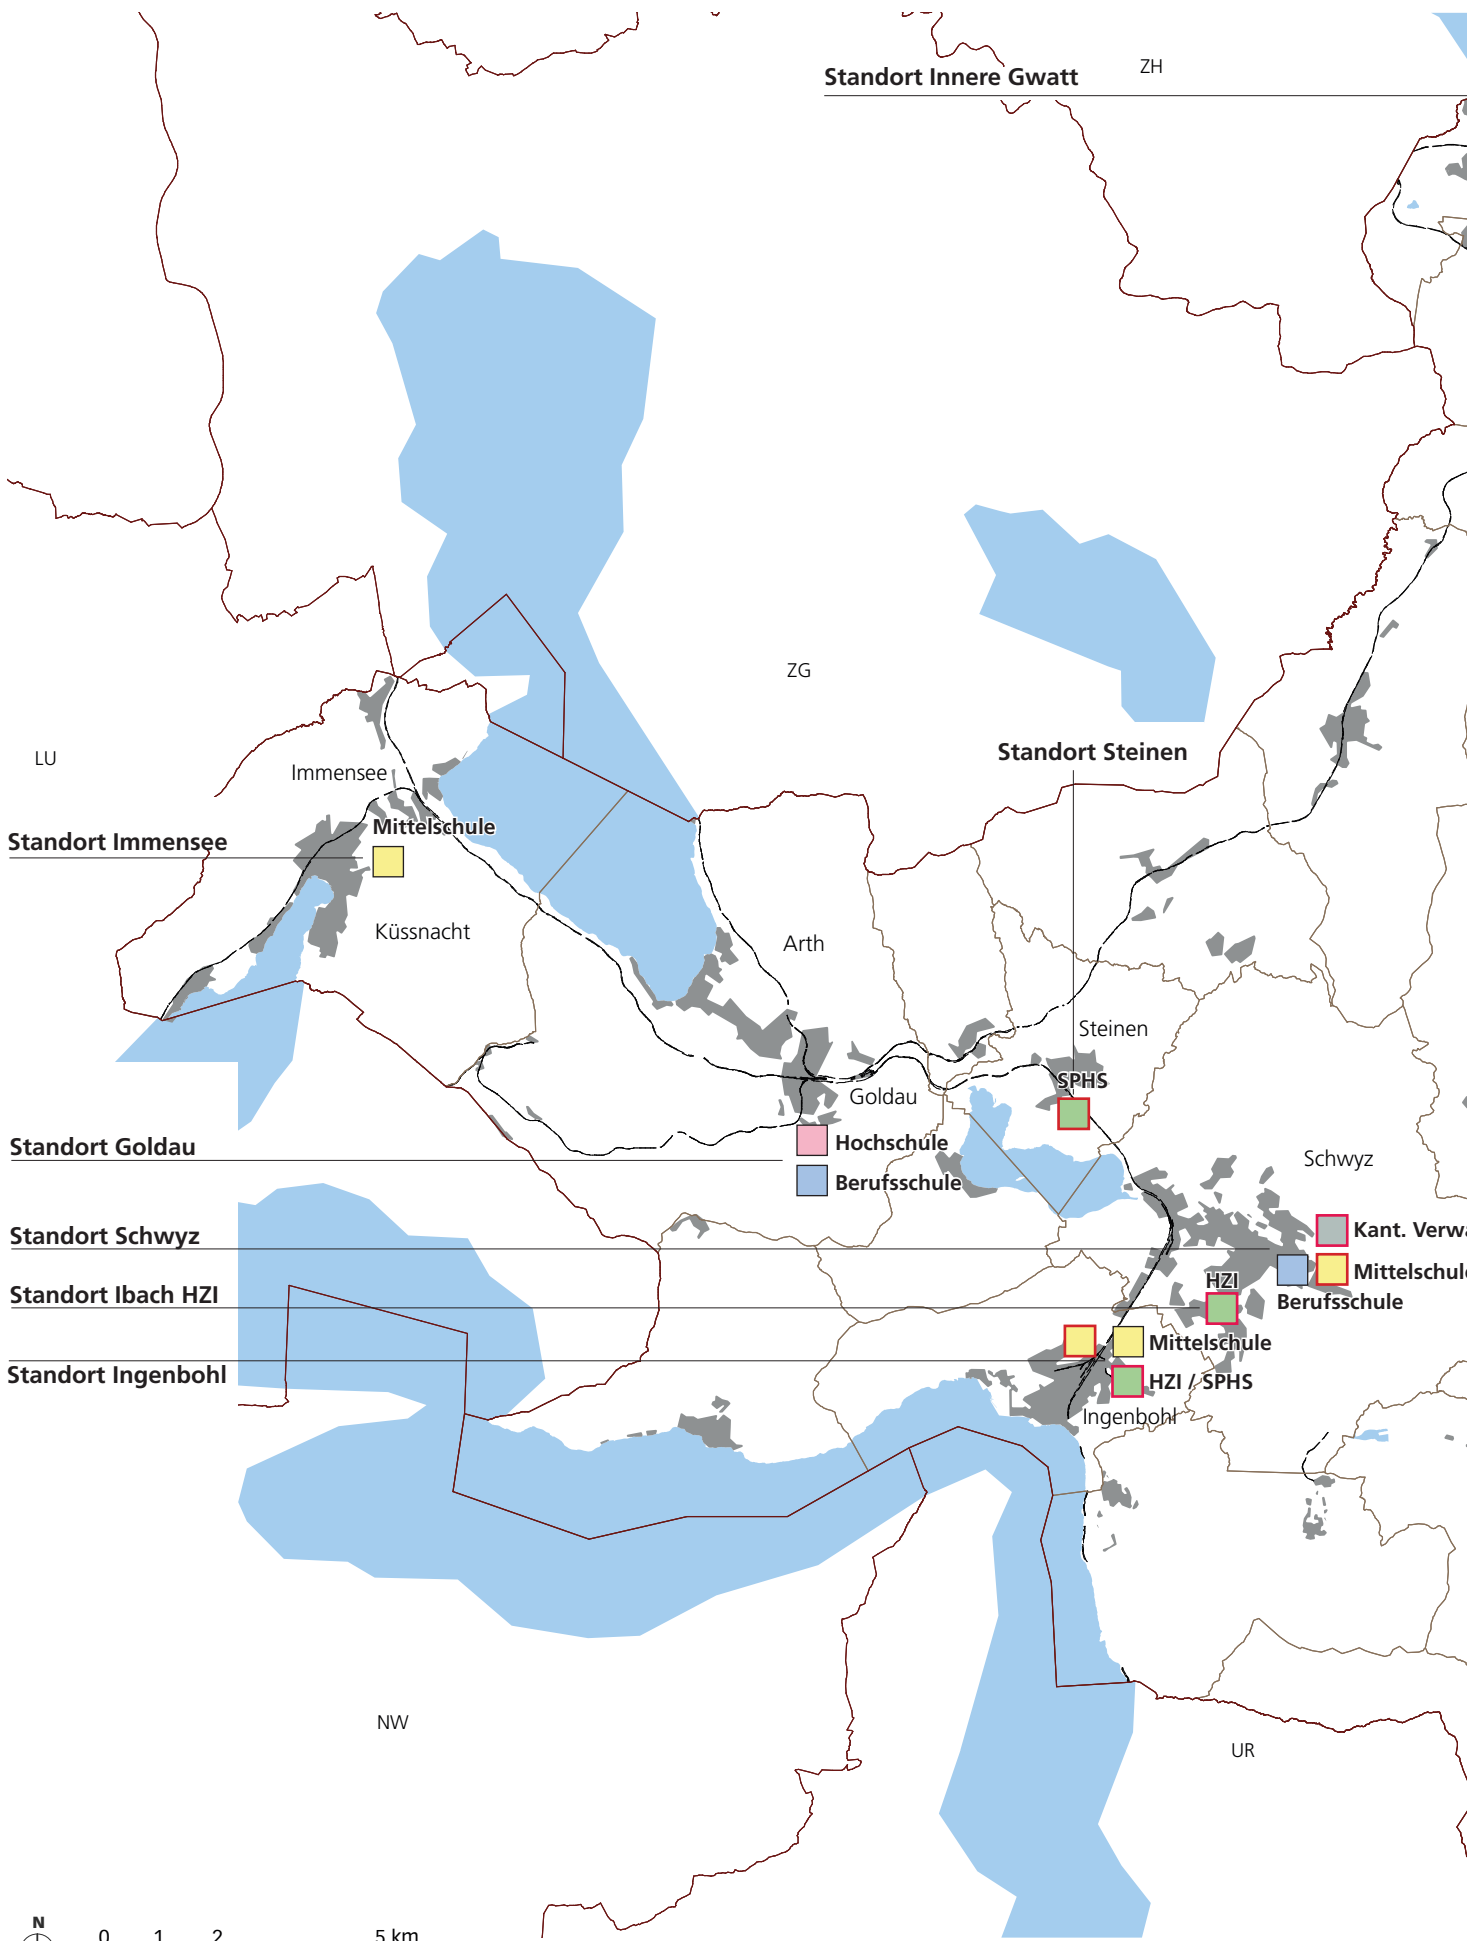 ZH
Standort Innere Gwatt
ZG
Standort Steinen
LU
Immensee
Mittelschule
Standort Immensee
Küssnacht
Arth
Steinen
SPHS
Goldau
Hochschule
Standort Goldau
Schwyz
Berufsschule
Kant.
Standort Schwyz
Mittelschule
HZI
Standort Ibach HZI
Berufsschule
Mittelschule
Standort Ingenbohl
HZI / SPHS
Ingenbohl
NW
UR
N
0 1 2 5 km